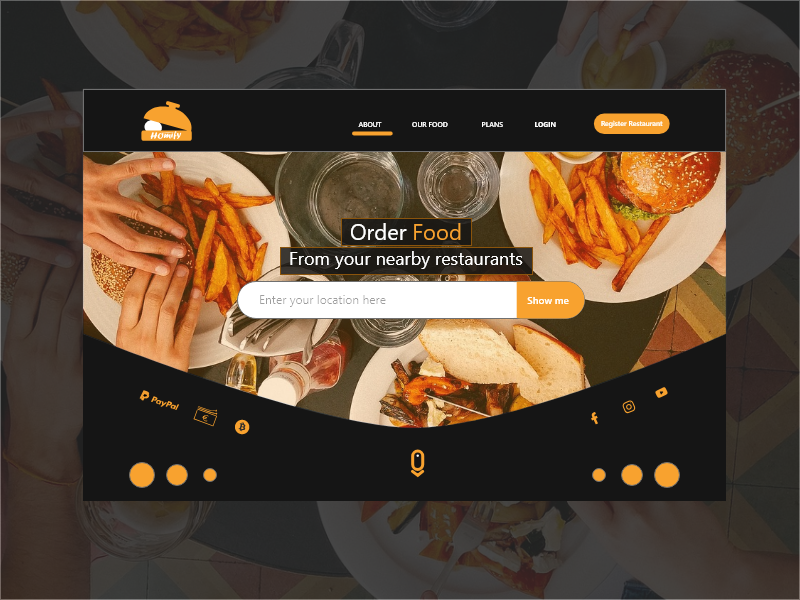 ABOUT
OUR FOOD
PLANS
LOGIN
Register Restaurant
Order Food
From your nearby restaurants
Enter your location here
Show me
PayPal